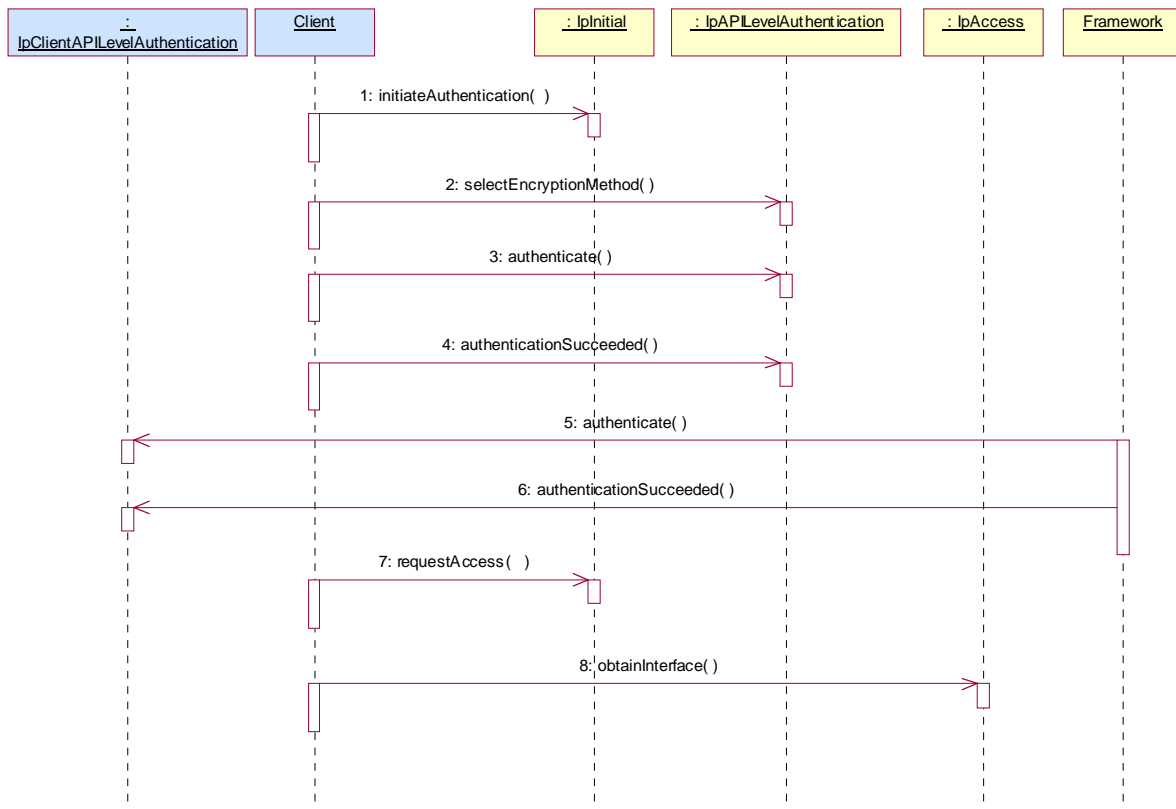 :
IpClientAPILevelAuthentication
Client
: IpInitial
: IpAPILevelAuthentication
: IpAccess
Framework
1: initiateAuthentication(  )
2: selectEncryptionMethod( )
3: authenticate( )
4: authenticationSucceeded( )
5: authenticate( )
6: authenticationSucceeded( )
7: requestAccess(  )
8: obtainInterface( )